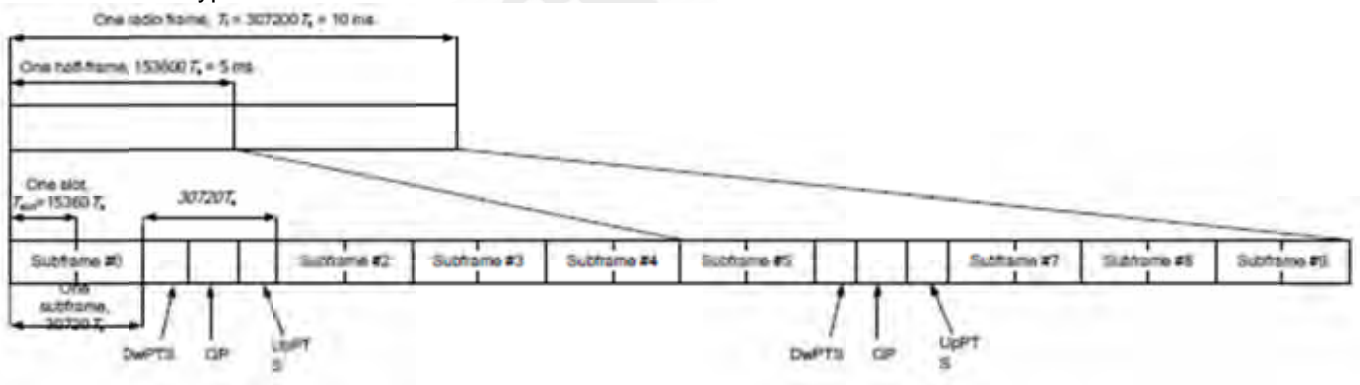 One radio frame, Tf = 307200 Ts = 10 ms
One half-frame, 153600 Ts = 5 ms
One slot,
Tslot=15360 Ts
30720Ts
Subframe #0
Subframe #2
Subframe #3
Subframe #4
Subframe #5
Subframe #7
Subframe #8
Subframe #9
One
subframe,
30720 Ts
DwPTS
GP
UpPT
S
DwPTS
GP
UpPT
S